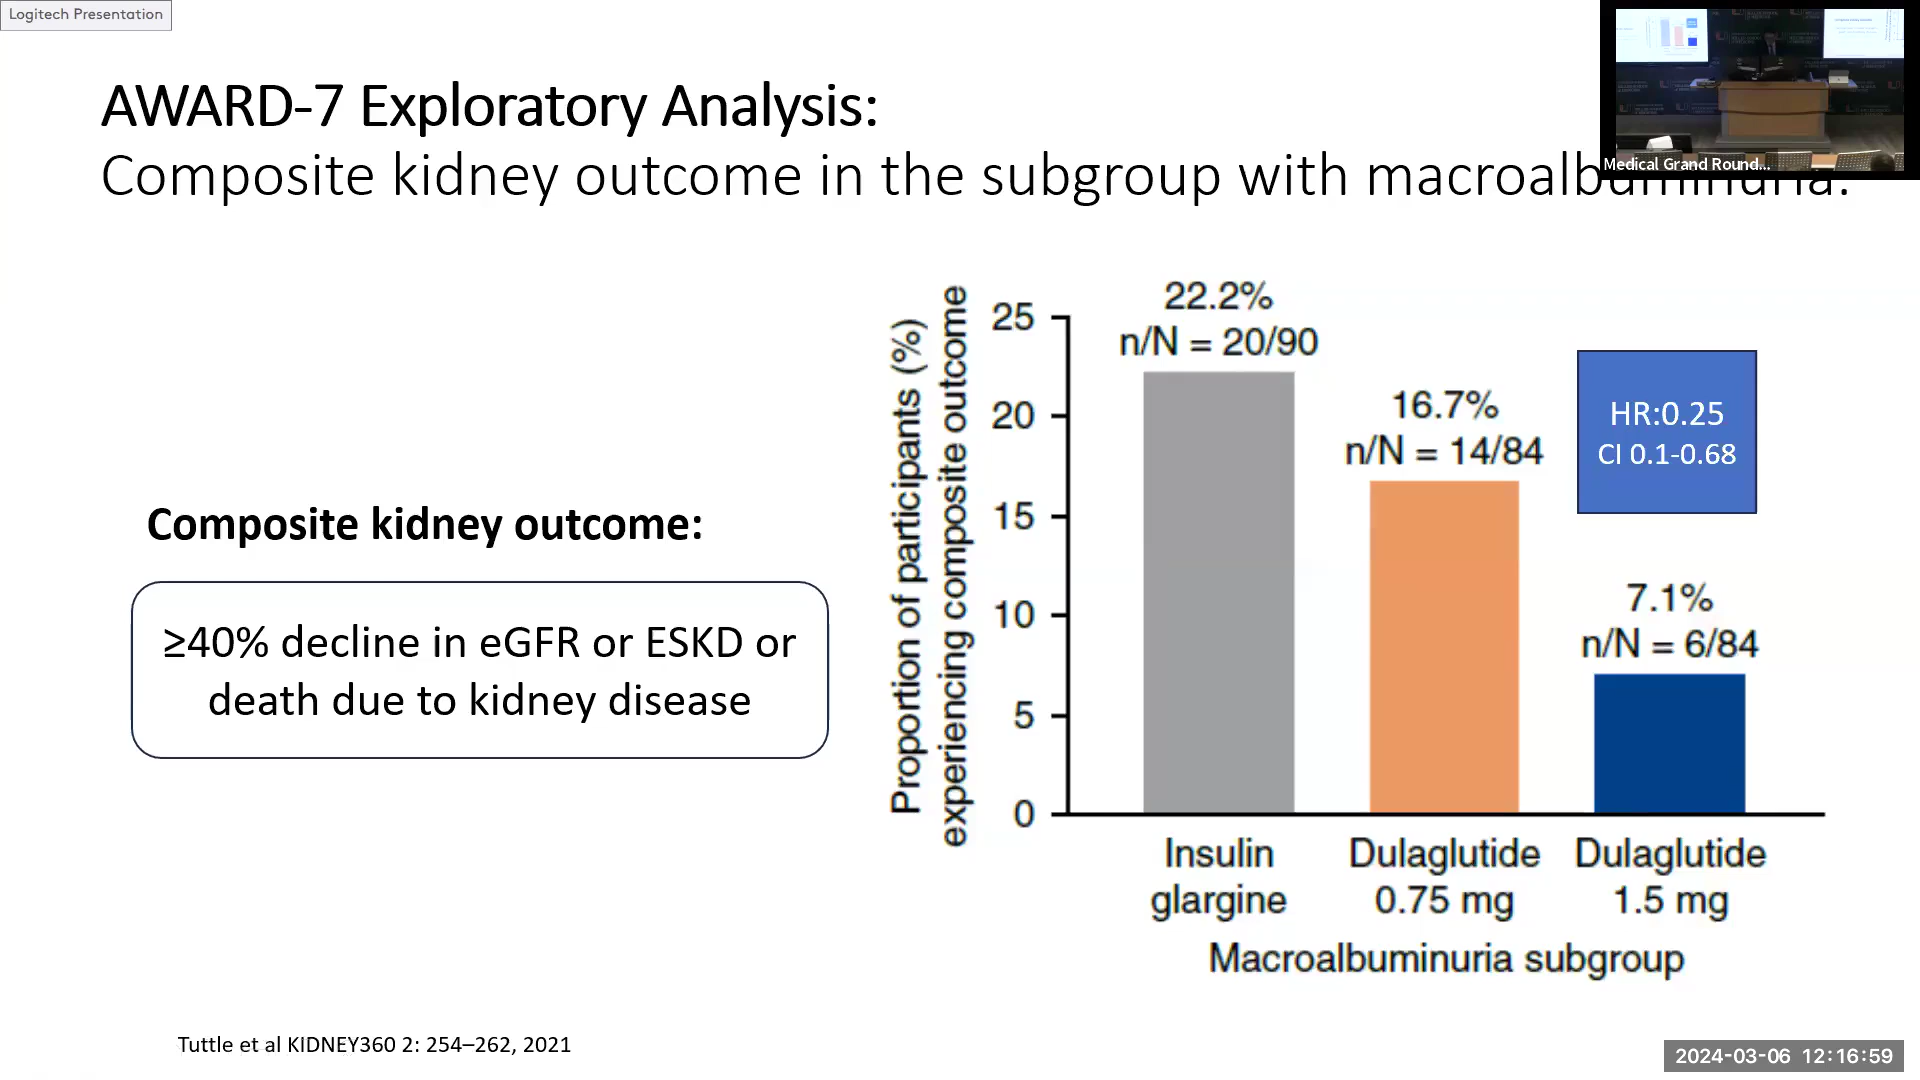 Logitech Presentation
AWARD-7 Exploratory Analysis:
Composite kidney outcome in the subgroup with macroalbuminuria.
Medical Grand Round...
Composite kidney outcome:
≥40% decline in eGFR or ESKD or
death due to kidney disease
Proportion of participants (%)
experiencing composite outcome
25
20
15
10
5
0
22.2%
n/N = 20/90
16.7%
n/N = 14/84
HR:0.25
CI 0.1-0.68
7.1%
n/N = 6/84
Insulin
glargine
Dulaglutide
0.75 mg
Dulaglutide
1.5 mg
Macroalbuminuria subgroup
Tuttle et al KIDNEY360 2: 254–262, 2021
2024-03-06 12:16:59